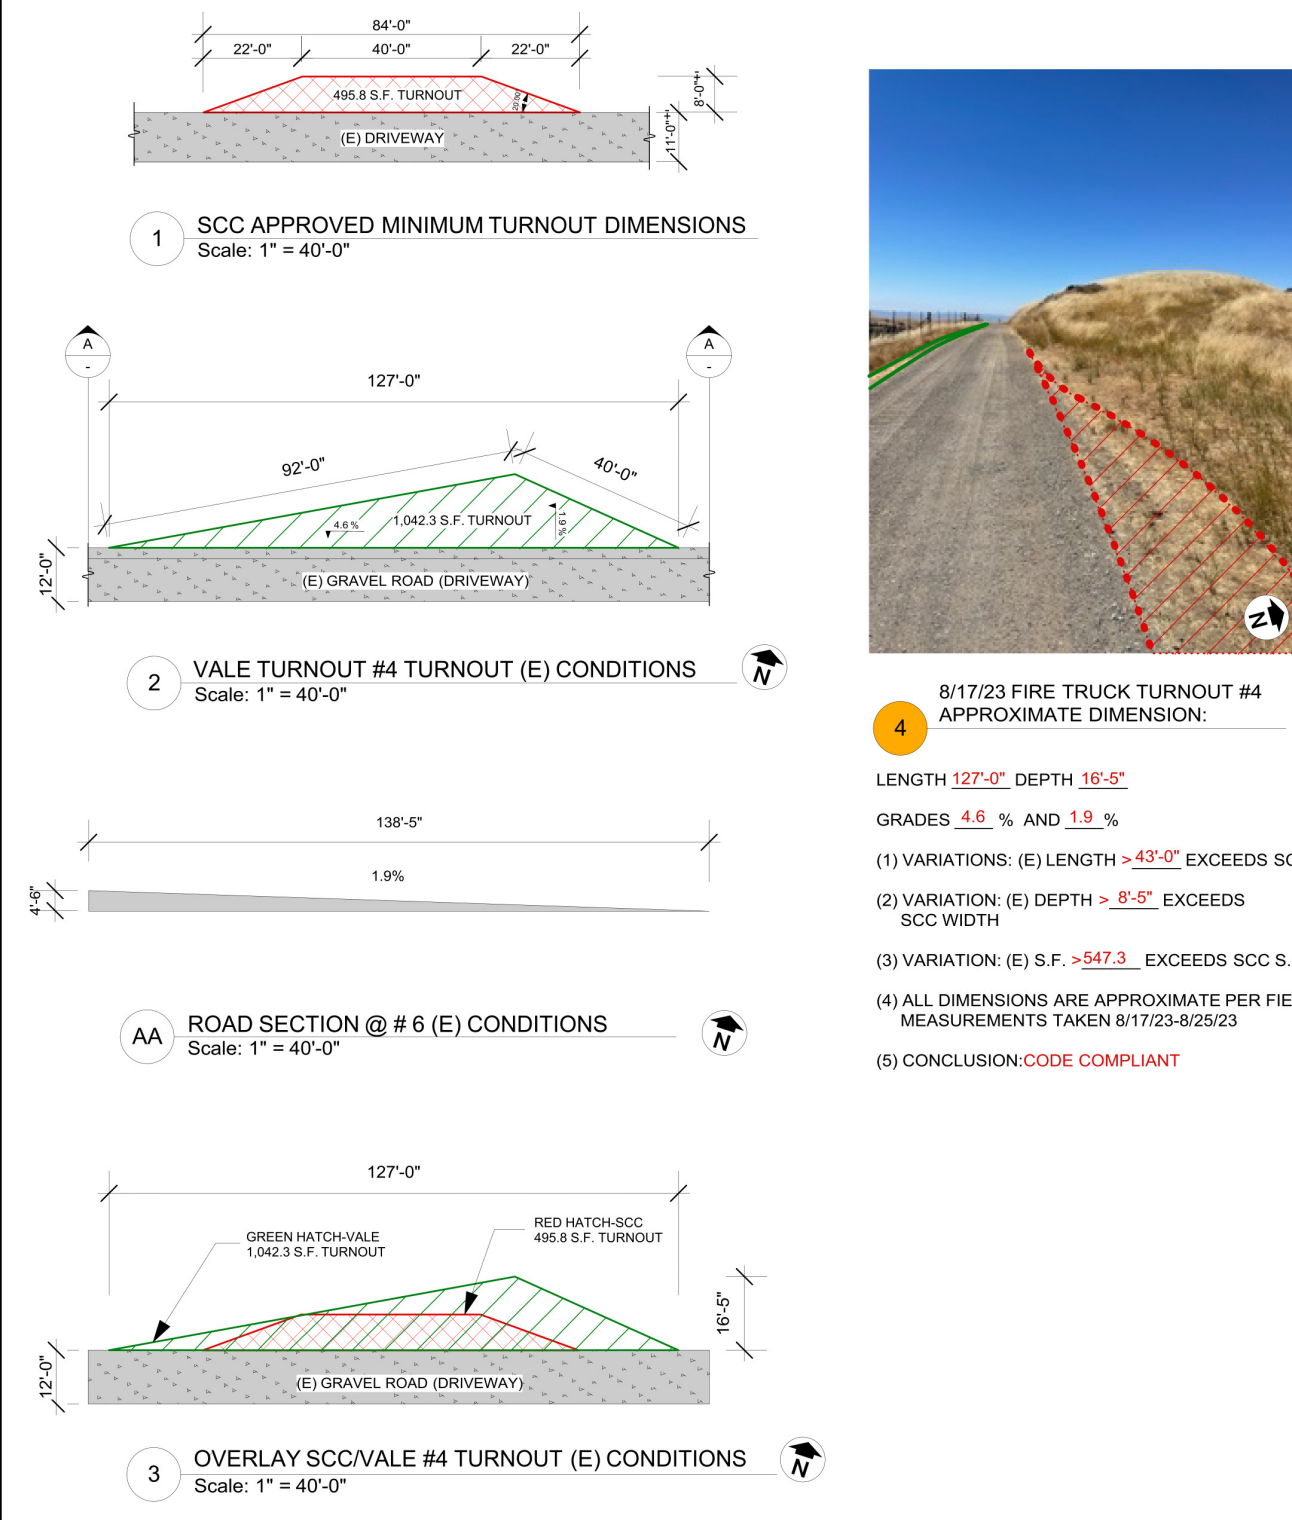 84'-0"
22'-0"
40'-0"
22'-0"
495.8 S.F. TURNOUT
20.00
8'-0"±
11'-0"±
(E) DRIVEWAY
1
SCC APPROVED MINIMUM TURNOUT DIMENSIONS
Scale: 1" = 40'-0"
A
-
A
-
127'-0"
92'-0"
40'-0"
4.6 %
1,042.3 S.F. TURNOUT
1.9 %
12'-0"
(E) GRAVEL ROAD (DRIVEWAY)
2
VALE TURNOUT #4 TURNOUT (E) CONDITIONS
Scale: 1" = 40'-0"
N
138'-5"
1.9%
4'-6"
AA
ROAD SECTION @ # 6 (E) CONDITIONS
Scale: 1" = 40'-0"
N
127'-0"
GREEN HATCH-VALE
1,042.3 S.F. TURNOUT
RED HATCH-SCC
495.8 S.F. TURNOUT
16'-5"
12'-0"
(E) GRAVEL ROAD (DRIVEWAY)
3
OVERLAY SCC/VALE #4 TURNOUT (E) CONDITIONS
Scale: 1" = 40'-0"
N
N
4
8/17/23 FIRE TRUCK TURNOUT #4
APPROXIMATE DIMENSION:
LENGTH 127'-0" DEPTH 16'-5"
GRADES 4.6 % AND 1.9 %
(1) VARIATIONS: (E) LENGTH > 43'-0" EXCEEDS SC
(2) VARIATION: (E) DEPTH > 8'-5" EXCEEDS
SCC WIDTH
(3) VARIATION: (E) S.F. >547.3 EXCEEDS SCC S.
(4) ALL DIMENSIONS ARE APPROXIMATE PER FIE
MEASUREMENTS TAKEN 8/17/23-8/25/23
(5) CONCLUSION:CODE COMPLIANT